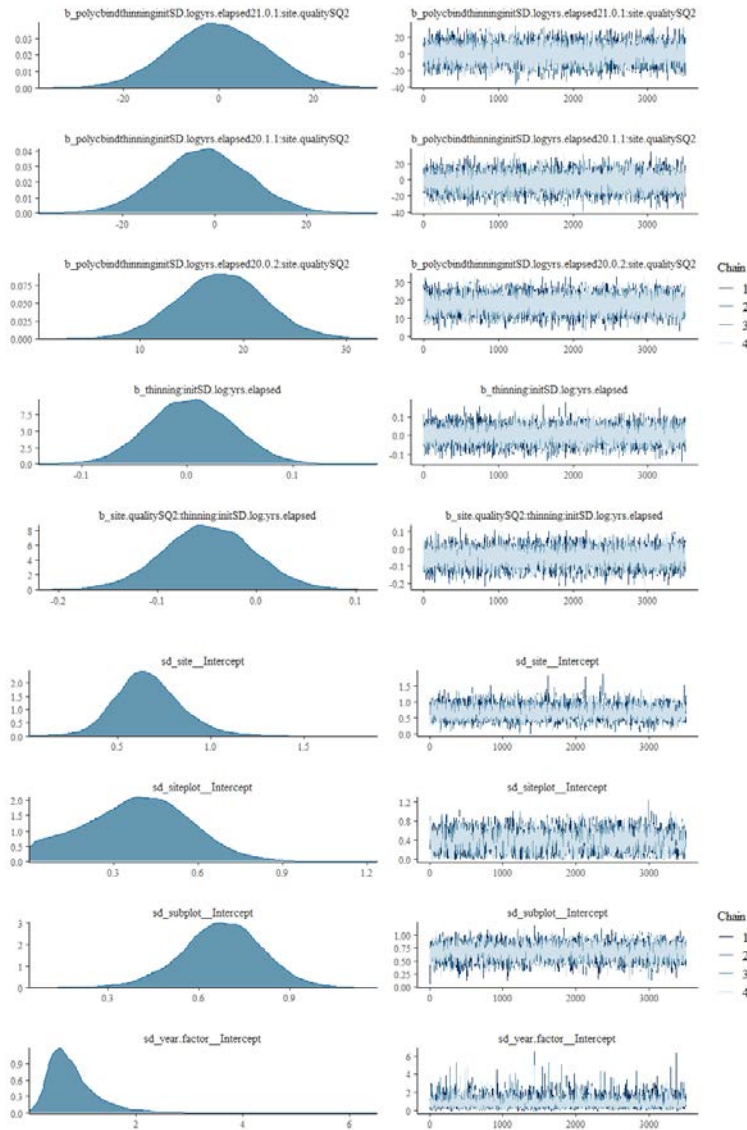 b_polycbindthinninginitSD.logyrs.elapsed21.0.1:site.qualitySQ2
0.03
0.02
0.01
0.00
-20 0 20
b_polycbindthinninginitSD.logyrs.elapsed21.0.1:site.qualitySQ2
20
0
-20
-40
0 1000 2000 3000
b_polycbindthinninginitSD.logyrs.elapsed20.1.1:site.qualitySQ2
0.04
0.03
0.02
0.01
0.00
-20 0 20
b_polycbindthinninginitSD.logyrs.elapsed20.1.1:site.qualitySQ2
20
0
-20
-40
0 1000 2000 3000
b_polycbindthinninginitSD.logyrs.elapsed20.0.2:site.qualitySQ2
0.075
0.050
0.025
0.000
10 20 30
b_polycbindthinninginitSD.logyrs.elapsed20.0.2:site.qualitySQ2
30
20
10
0
0 1000 2000 3000
Chain
1
2
3
4
b_thinning:initSD.log:yrs.elapsed
7.5
5.0
2.5
0.0
-0.1 0.0 0.1
b_thinning:initSD.log:yrs.elapsed
0.1
0.0
-0.1
0 1000 2000 3000
b_site.qualitySQ2:thinning:initSD.log:yrs.elapsed
8
6
4
2
0
-0.2 -0.1 0.0 0.1
b_site.qualitySQ2:thinning:initSD.log:yrs.elapsed
0.1
0.0
-0.1
-0.2
0 1000 2000 3000
sd_site__Intercept
2.0
1.5
1.0
0.5
0.0
0.5 1.0 1.5
sd_site__Intercept
1.5
1.0
0.5
0.0
0 1000 2000 3000
sd_siteplot__Intercept
2.0
1.5
1.0
0.5
0.0
0.3 0.6 0.9 1.2
sd_siteplot__Intercept
1.2
0.8
0.4
0.0
0 1000 2000 3000
sd_subplot__Intercept
3
2
1
0
0.3 0.6 0.9
sd_subplot__Intercept
1.00
0.75
0.50
0.25
0.00
0 1000 2000 3000
Chain
1
2
3
4
sd_year.factor__Intercept
0.9
0.6
0.3
0.0
2 4 6
sd_year.factor__Intercept
6
4
2
0
0 1000 2000 3000